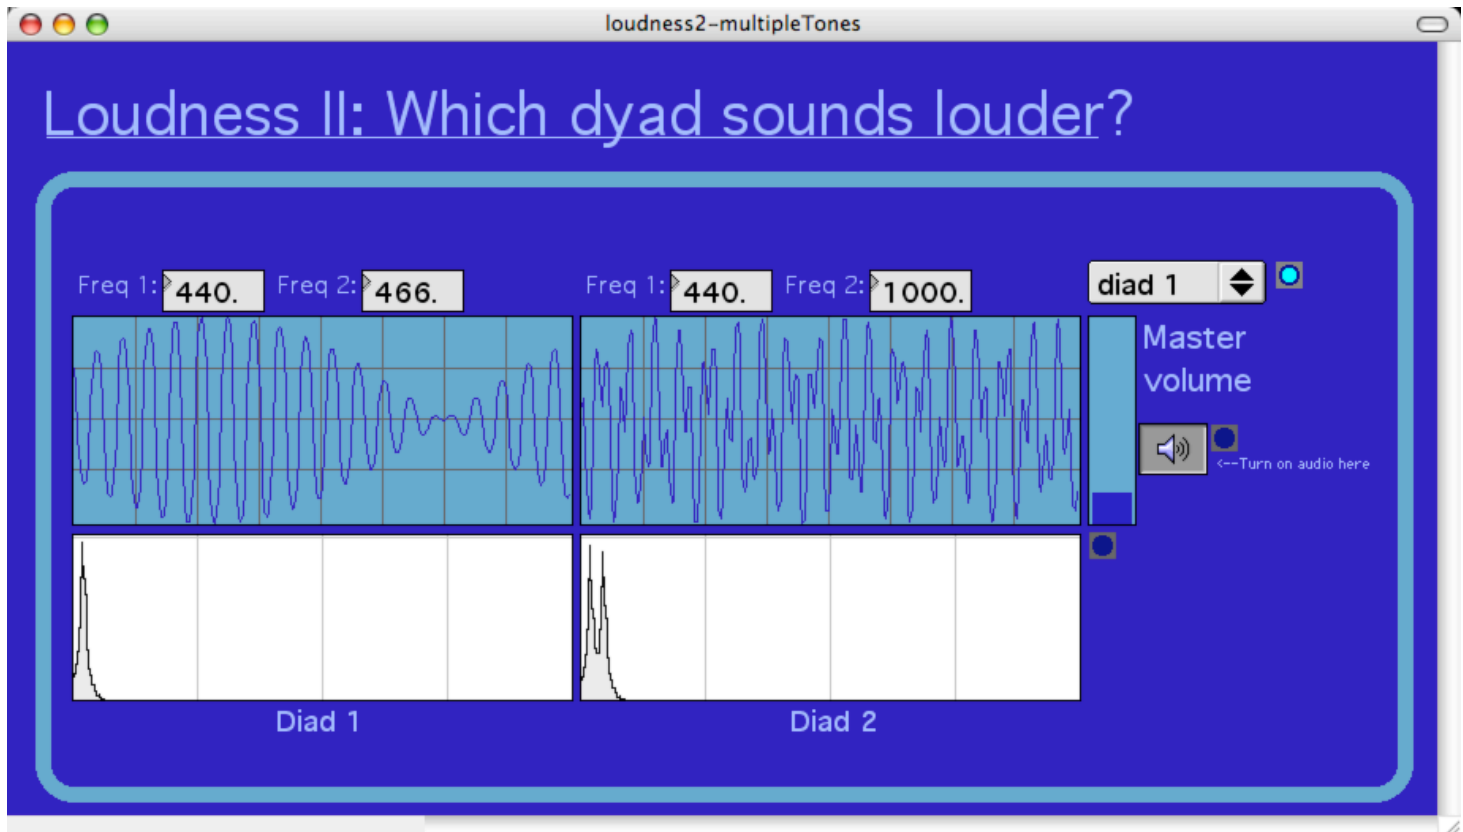 loudness2-multipleTones
Loudness II: Which dyad sounds louder?
Freq 1: 440. Freq 2: 466. Freq 1: 440. Freq 2: 1000. diad 1
Master
volume
<--Turn on audio here
Diad 1 Diad 2